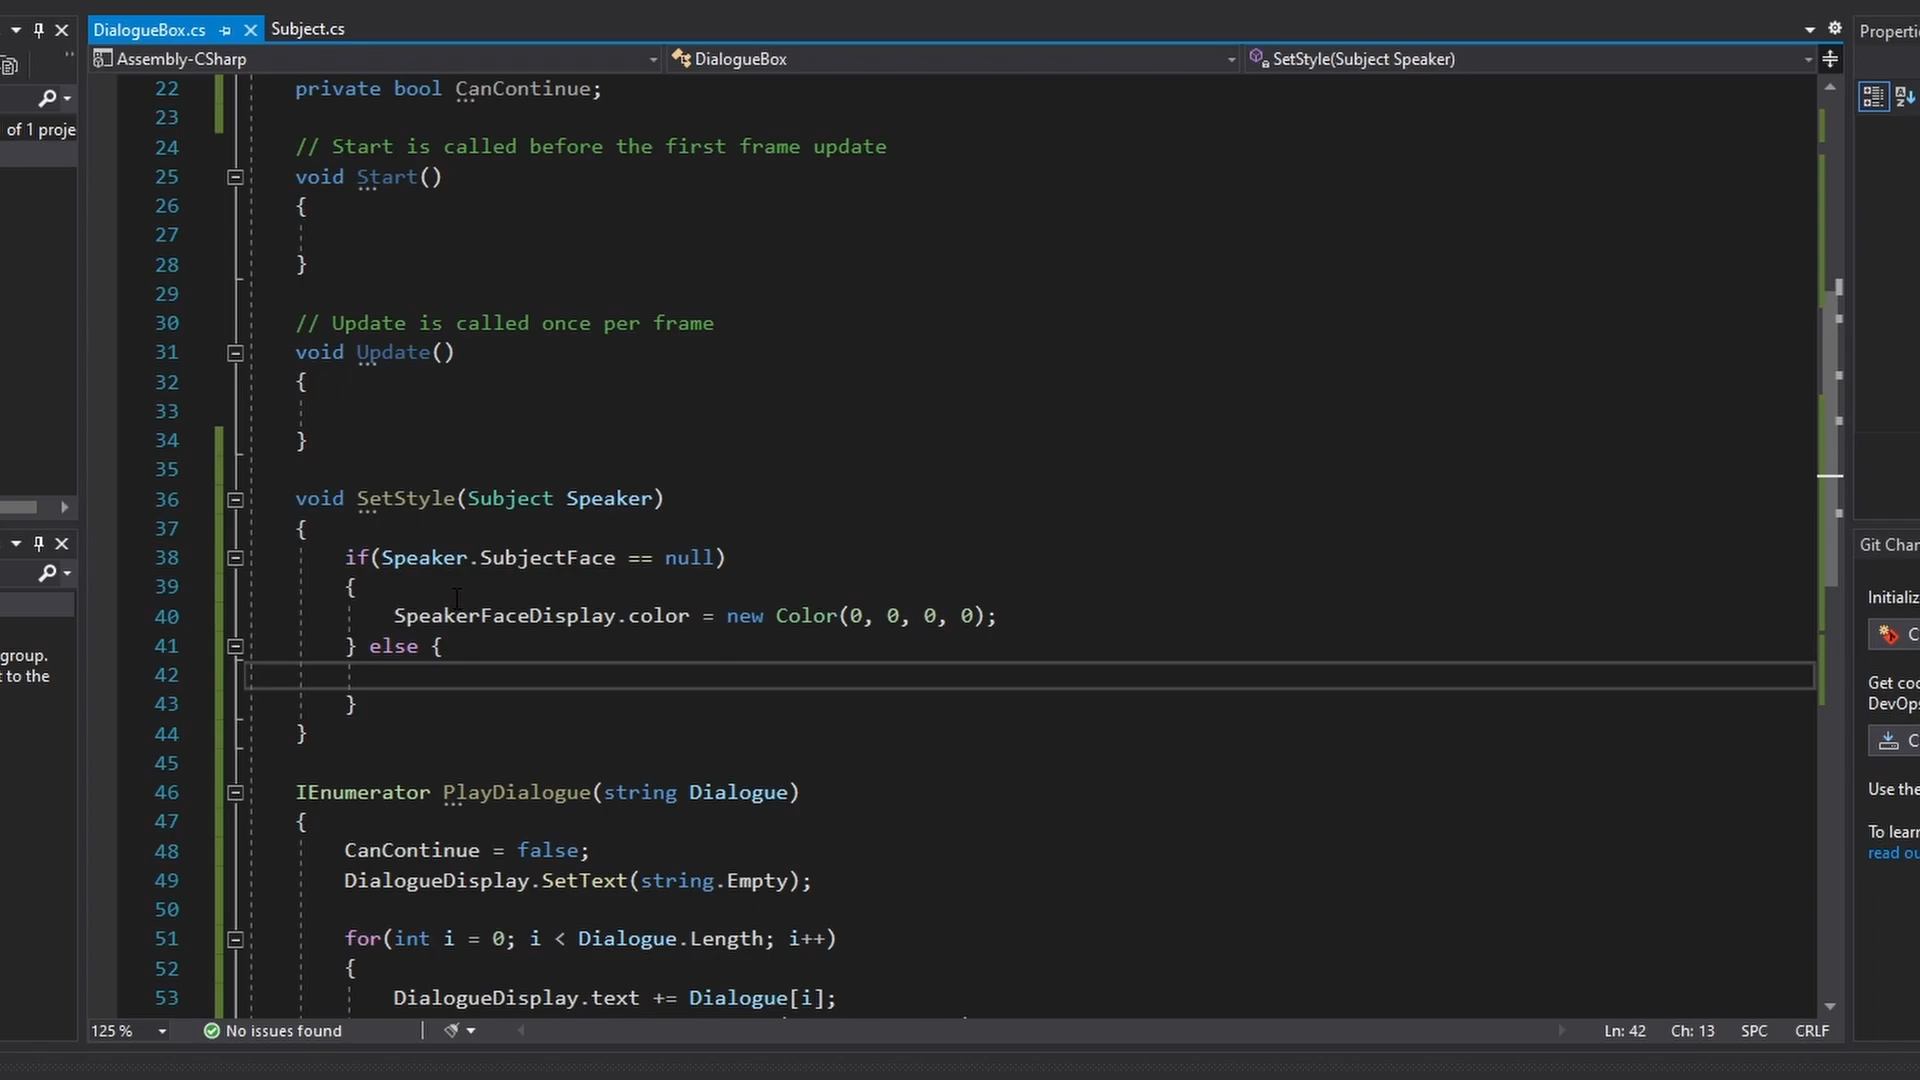 DialogueBox.cs
Subject.cs
Assembly-CSharp
DialogueBox
SetStyle(Subject Speaker)
Properti
of 1 proje
22 private bool CanContinue;
23
24 // Start is called before the first frame update
25 void Start()
26 {
27
28 }
29
30 // Update is called once per frame
31 void Update()
32 {
33
34 }
35
36 void SetStyle(Subject Speaker)
37 {
38 if(Speaker.SubjectFace == null)
39 {
40 SpeakerFaceDisplay.color = new Color(0, 0, 0, 0);
41 } else {
42
43 }
44 }
45
46 IEnumerator PlayDialogue(string Dialogue)
47 {
48 CanContinue = false;
49 DialogueDisplay.SetText(string.Empty);
50
51 for(int i = 0; i < Dialogue.Length; i++)
52 {
53 DialogueDisplay.text += Dialogue[i];
group.
t to the
Git Char
Initializ
C
Get coc
DevOps
C
Use the
To learn
read ou
125 %
No issues found
Ln: 42
Ch: 13
SPC
CRLF